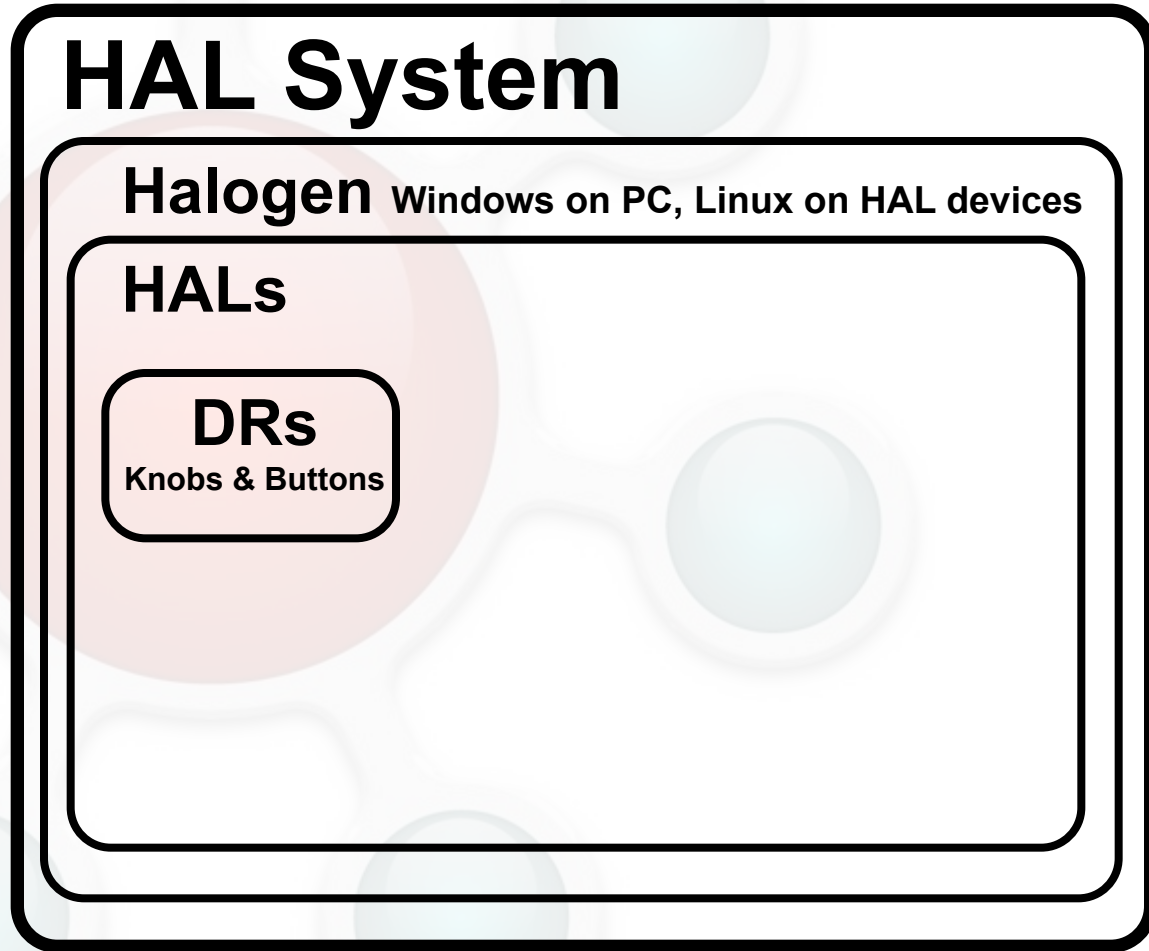 HAL System
Halogen Windows on PC, Linux on HAL devices
HALs
DRs
Knobs & Buttons